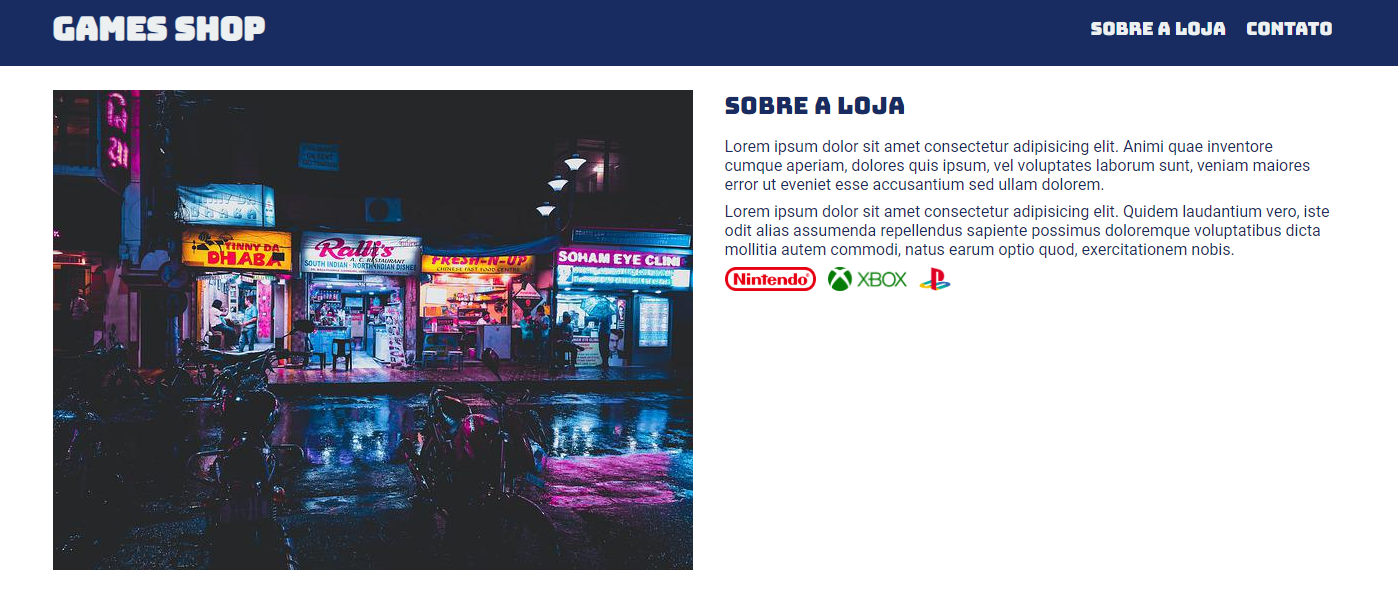 GAMES SHOP
SOBRE A LOJA CONTATO
SOBRE A LOJA
Lorem ipsum dolor sit amet consectetur adipisicing elit. Animi quae inventore
cumque aperiam, dolores quis ipsum, vel voluptates laborum sunt, veniam maiores
error ut eveniet esse accusantium sed ullam dolorem.
Lorem ipsum dolor sit amet consectetur adipisicing elit. Quidem laudantium vero, iste
odit alias assumenda repellendus sapiente possimus doloremque voluptatibus dicta
mollitia autem commodi, natus earum optio quod, exercitationem nobis.
Nintendo XBOX
YINNY DA
DHABA
Ralli's
A. C. RESTAURANT
SOUTH INDIAN - NORTH INDIAN DISHES
FRESH-N-UP
CHINESE FAST FOOD CENTRE
SOHAM EYE CLINI